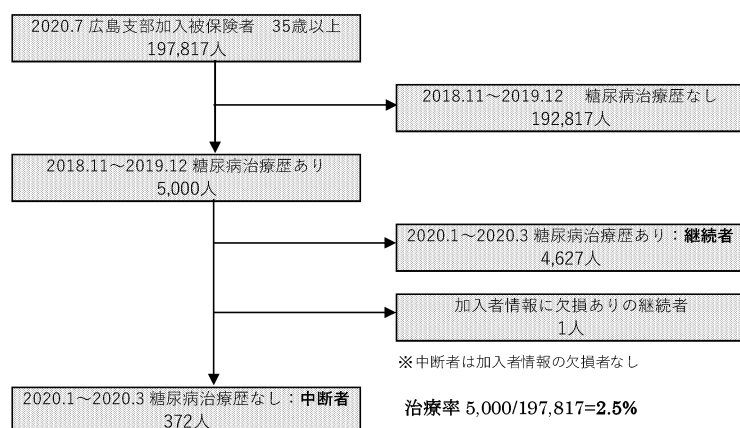 2020.7 広島支部加入被保険者　35歳以上
197,817人
2018.11～2019.12　糖尿病治療歴なし
192,817人
2018.11～2019.12 糖尿病治療歴あり
5,000人
2020.1～2020.3 糖尿病治療歴あり：継続者
4,627人
加入者情報に欠損ありの継続者
1人
※中断者は加入者情報の欠損者なし
2020.1～2020.3 糖尿病治療歴なし：中断者
372人
治療率 5,000/197,817=2.5%